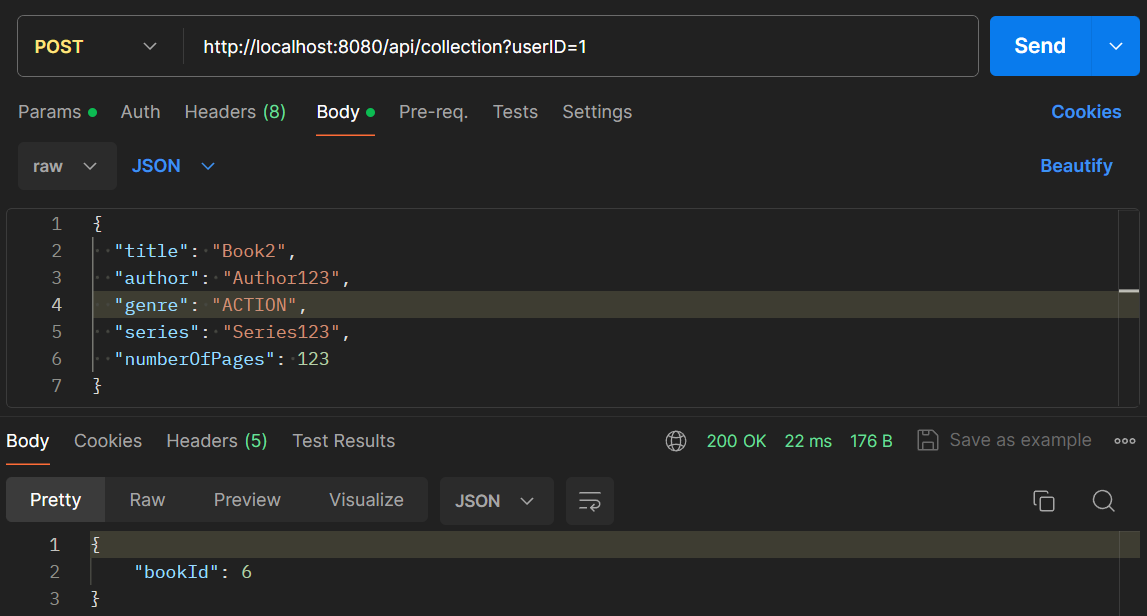 POST http://localhost:8080/api/collection?userID=1 Send
Params Auth Headers (8) Body Pre-req. Tests Settings Cookies
raw JSON Beautify
1 {
2 "title": "Book2",
3 "author": "Author123",
4 "genre": "ACTION",
5 "series": "Series123",
6 "numberOfPages": 123
7 }
Body Cookies Headers (5) Test Results 200 OK 22 ms 176 B Save as example
Pretty Raw Preview Visualize JSON
1 {
2 "bookId": 6
3 }